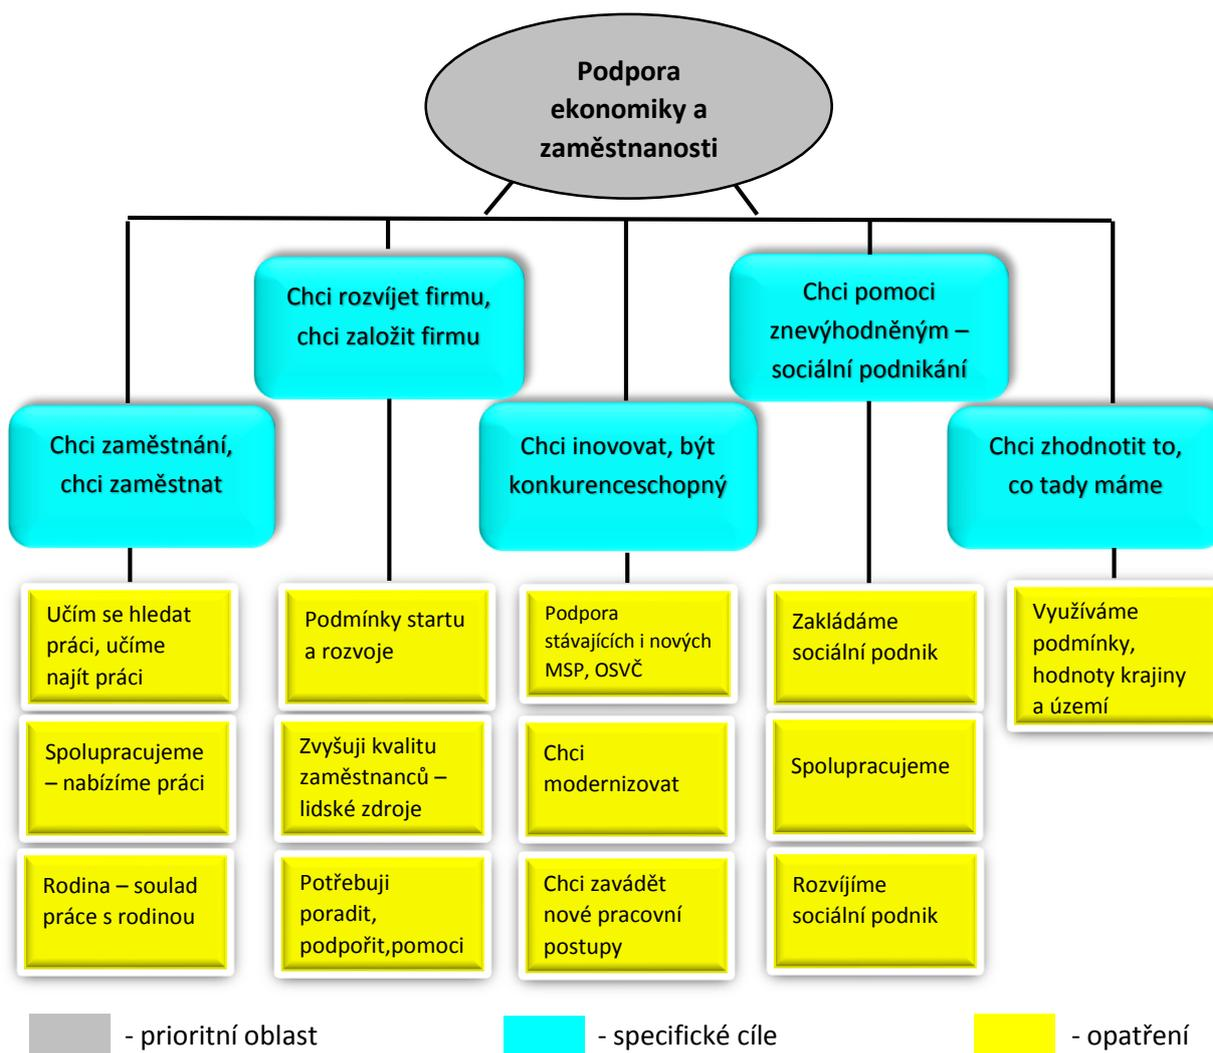 Podpora
ekonomiky a
zaměstnanosti
Chci rozvíjet firmu,
chci založit firmu
Chci pomoci
znevýhodněným –
sociální podnikání
Chci zaměstnání,
chci zaměstnat
Chci inovovat, být
konkurenceschopný
Chci zhodnotit to,
co tady máme
Učím se hledat
práci, učíme
najít práci
Podmínky startu
a rozvoje
Podpora
stávajících i nových
MSP, OSVČ
Zakládáme
sociální podnik
Využíváme
podmínky,
hodnoty krajiny
a území
Spolupracujeme
– nabízíme práci
Zvyšuji kvalitu
zaměstnanců –
lidské zdroje
Chci
modernizovat
Spolupracujeme
Rodina – soulad
práce s rodinou
Potřebuji
poradit,
podpořit,pomoci
Chci zavádět
nové pracovní
postupy
Rozvíjíme
sociální podnik
- prioritní oblast
- specifické cíle
- opatření